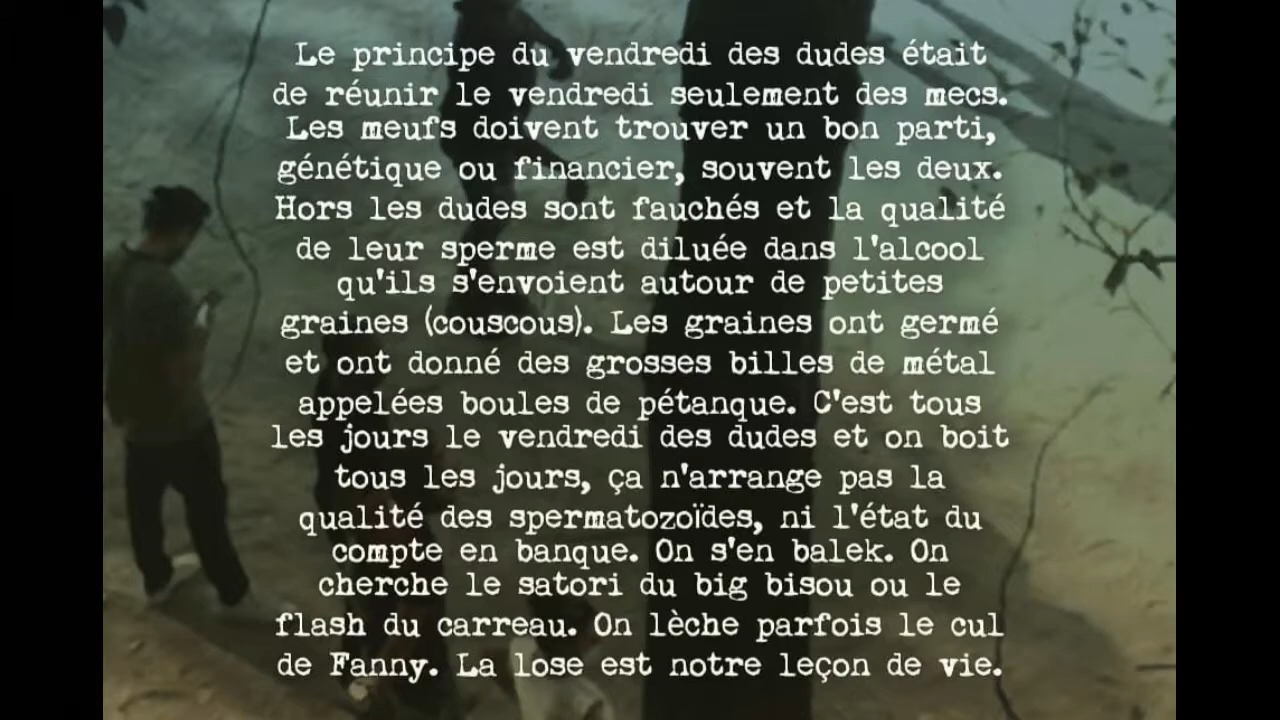 Le principe du vendredi des dudes était
de réunir le vendredi seulement des mecs.
Les meufs doivent trouver un bon parti,
génétique ou financier, souvent les deux.
Hors les dudes sont fauchés et la qualité
de leur sperme est diluée dans l'alcool
qu'ils s'envoient autour de petites
graines (couscous). Les graines ont germé
et ont donné des grosses billes de métal
appelées boules de pétanque. C'est tous
les jours le vendredi des dudes et on boit
tous les jours, ça n'arrange pas la
qualité des spermatozoïdes, ni l'état du
compte en banque. On s'en balek. On
cherche le satori du big bisou ou le
flash du carreau. On lèche parfois le cul
de Fanny. La lose est notre leçon de vie.